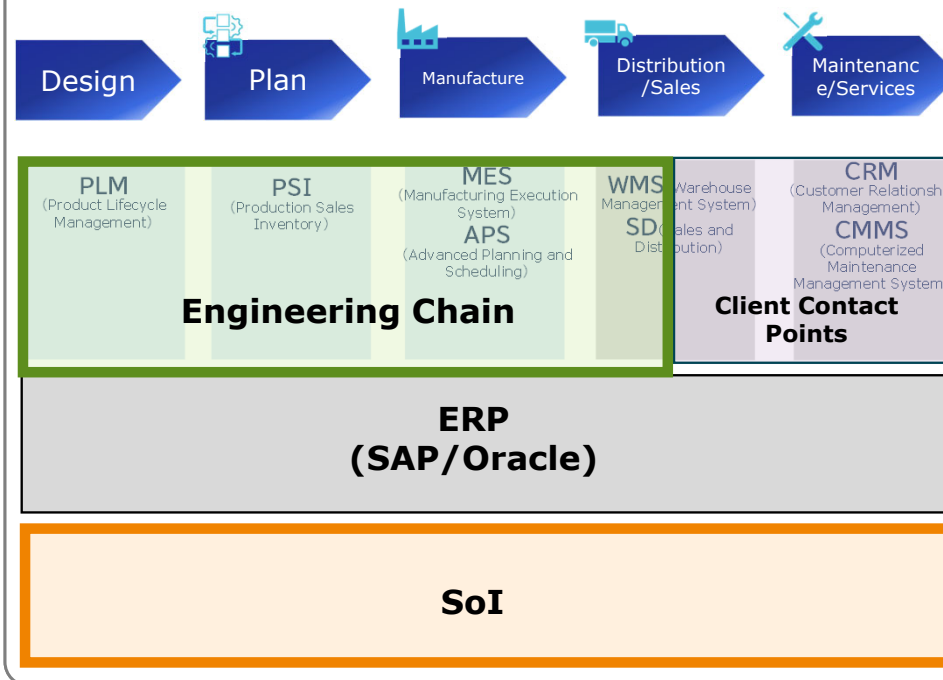 Design
Plan
Manufacture
Distribution
/Sales
Maintenanc
e/Services
PLM
(Product Lifecycle
Management)
PSI
(Production Sales
Inventory)
MES
(Manufacturing Execution
System)
APS
(Advanced Planning and
Scheduling)
WMS(Warehouse
Management System)
SD(Sales and
Distribution)
CRM
(Customer Relationsh
Management)
CMMS
(Computerized
Maintenance
Management System
Engineering Chain
Client Contact
Points
ERP
(SAP/Oracle)
SoI